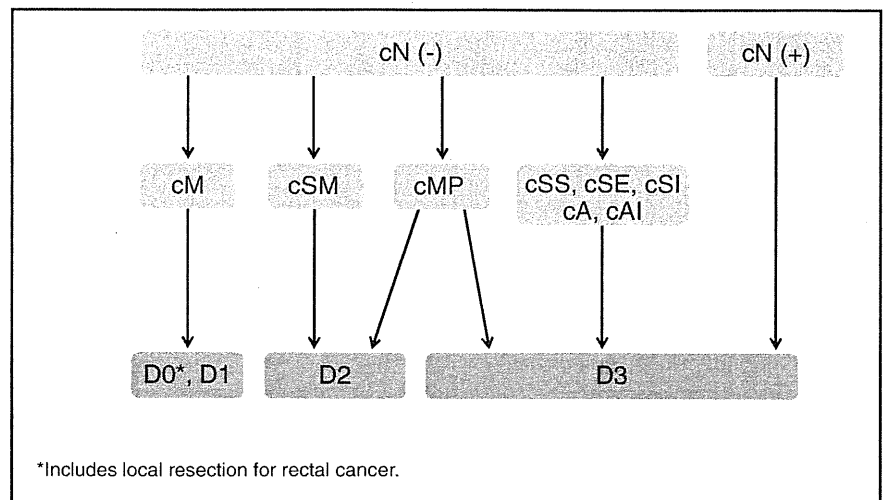 cN (-)
cN (+)
cM
cSM
cMP
cSS, cSE, cSI
cA, cAI
D0*, D1
D2
D3
*Includes local resection for rectal cancer.